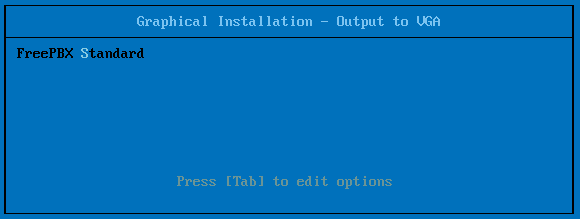 Graphical Installation - Output to VGA
FreePBX Standard
Press [Tab] to edit options